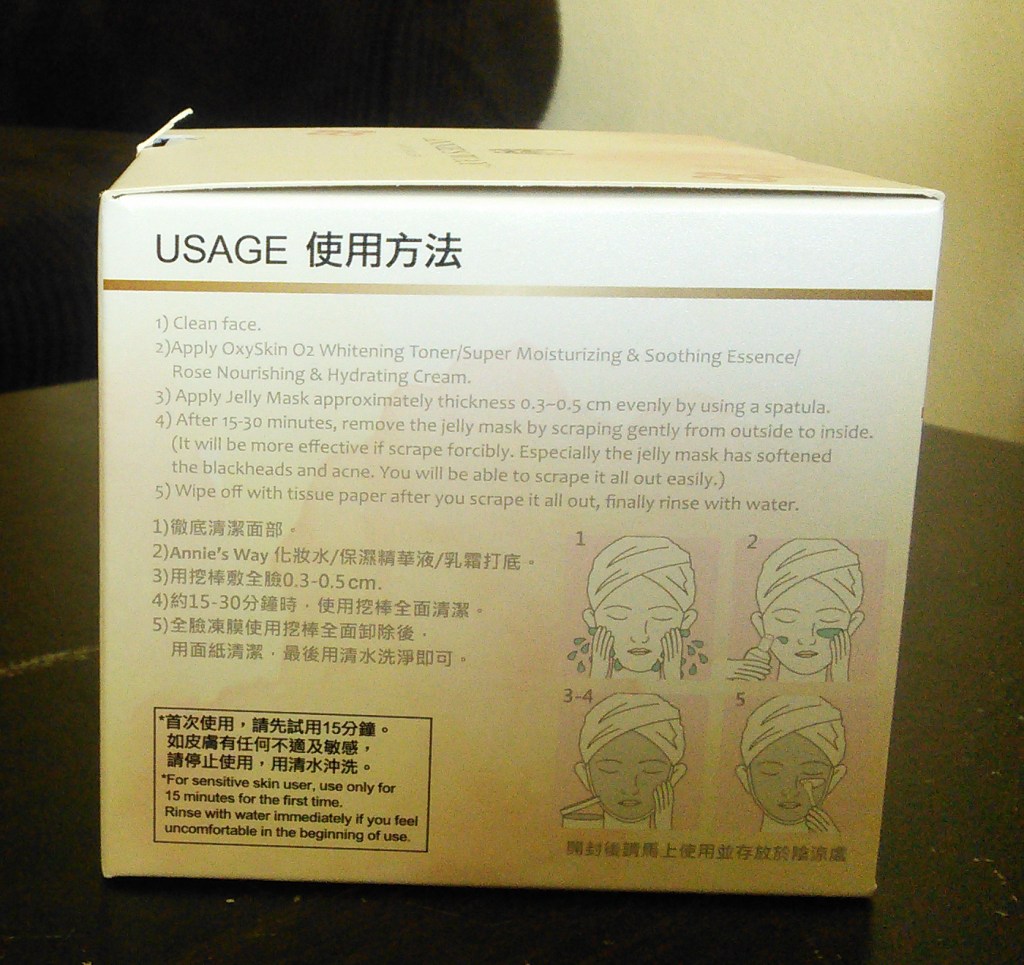 USAGE 使用方法
1) Clean face.
2)Apply OxySkin O2 Whitening Toner/Super Moisturizing & Soothing Essence/
Rose Nourishing & Hydrating Cream.
3) Apply Jelly Mask approximately thickness 0.3~0.5 cm evenly by using a spatula.
4) After 15-30 minutes, remove the jelly mask by scraping gently from outside to inside.
(It will be more effective if scrape forcibly. Especially the jelly mask has softened
the blackheads and acne. You will be able to scrape it all out easily.)
5) Wipe off with tissue paper after you scrape it all out, finally rinse with water.
1)徹底清潔面部。
2)Annie's Way 化妝水/保濕精華液/乳霜打底。
3)用挖棒敷全臉0.3-0.5cm.
4)約15-30分鐘時，使用挖棒全面清潔。
5)全臉凍膜使用挖棒全面卸除後，
用面紙清潔，最後用清水洗淨即可。
1
2
3-4
5
*首次使用，請先試用15分鐘。
如皮膚有任何不適及敏感，
請停止使用，用清水沖洗。
*For sensitive skin user, use only for
15 minutes for the first time.
Rinse with water immediately if you feel
uncomfortable in the beginning of use.
開封後請馬上使用並存放於陰涼處